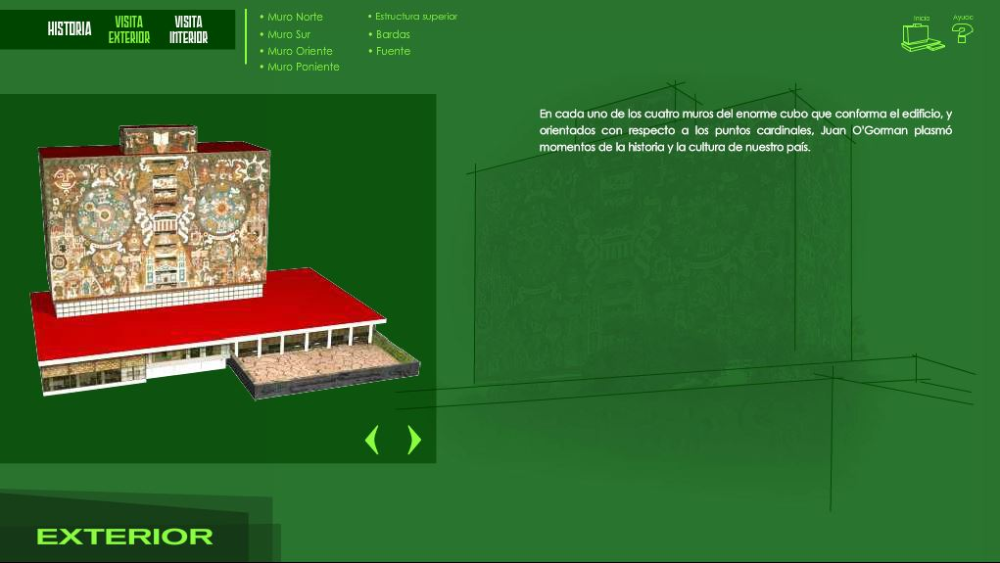 HISTORIA
VISITA
EXTERIOR
VISITA
INTERIOR
• Muro Norte
• Muro Sur
• Muro Oriente
• Muro Poniente
• Estructura superior
• Bardas
• Fuente
Inicio
Ayuda
En cada uno de los cuatro muros del enorme cubo que conforma el edificio, y
orientados con respecto a los puntos cardinales, Juan O'Gorman plasmó
momentos de la historia y la cultura de nuestro país.
EXTERIOR